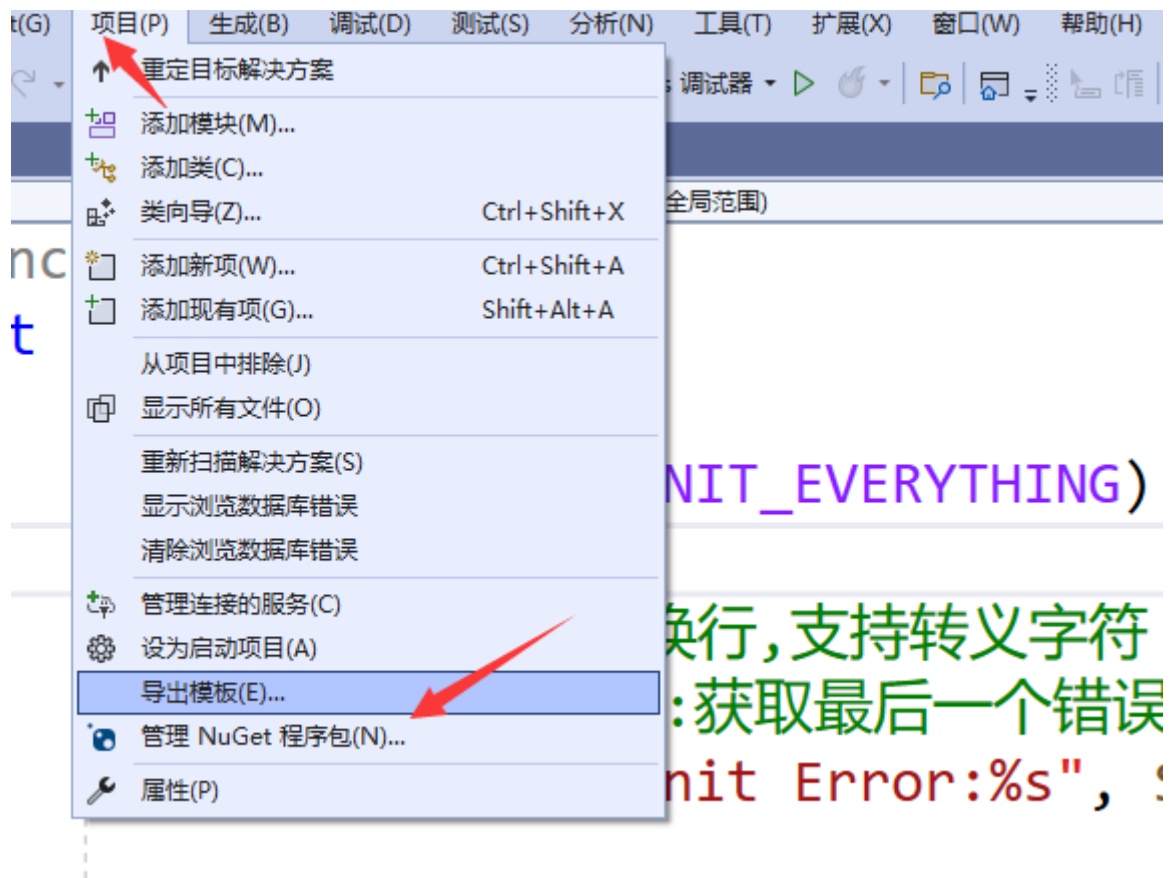 t(G) 项目(P) 生成(B) 调试(D) 测试(S) 分析(N) 工具(T) 扩展(X) 窗口(W) 帮助(H)
重定目标解决方案
调试器
添加模块(M)...
添加类(C)...
类向导(Z)... Ctrl+Shift+X
全局范围)
nc
添加新项(W)... Ctrl+Shift+A
添加现有项(G)... Shift+Alt+A
t
从项目中排除(J)
显示所有文件(O)
重新扫描解决方案(S)
NIT_EVERYTHING)
显示浏览数据库错误
清除浏览数据库错误
管理连接的服务(C)
换行,支持转义字符
设为启动项目(A)
导出模板(E)...
:获取最后一个错误
管理 NuGet 程序包(N)...
nit Error:%s",
属性(P)